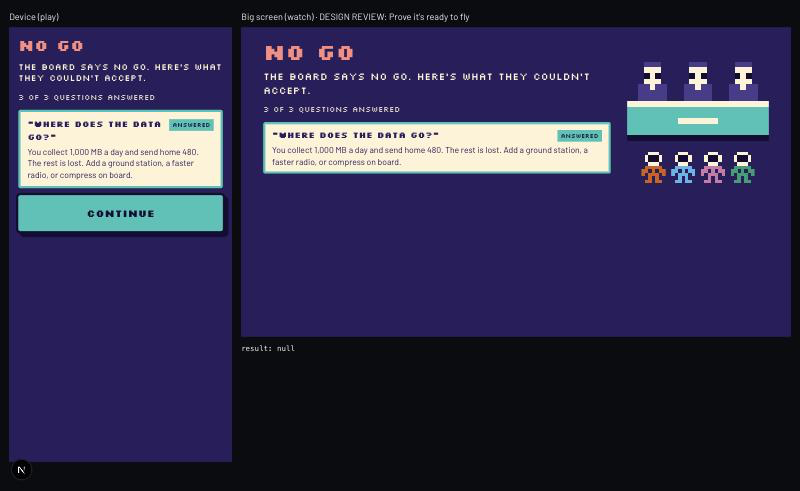 Device (play)
NO GO
THE BOARD SAYS NO GO. HERE'S WHAT
THEY COULDN'T ACCEPT.
3 OF 3 QUESTIONS ANSWERED
"WHERE DOES THE DATA
GO?"
ANSWERED
You collect 1,000 MB a day and send home 480.
The rest is lost. Add a ground station, a faster
radio, or compress on board.
CONTINUE
N
Big screen (watch) · DESIGN REVIEW: Prove it's ready to fly
NO GO
THE BOARD SAYS NO GO. HERE'S WHAT THEY COULDN'T
ACCEPT.
3 OF 3 QUESTIONS ANSWERED
"WHERE DOES THE DATA GO?"
ANSWERED
You collect 1,000 MB a day and send home 480. The rest is lost. Add a ground station, a
faster radio, or compress on board.
result: null